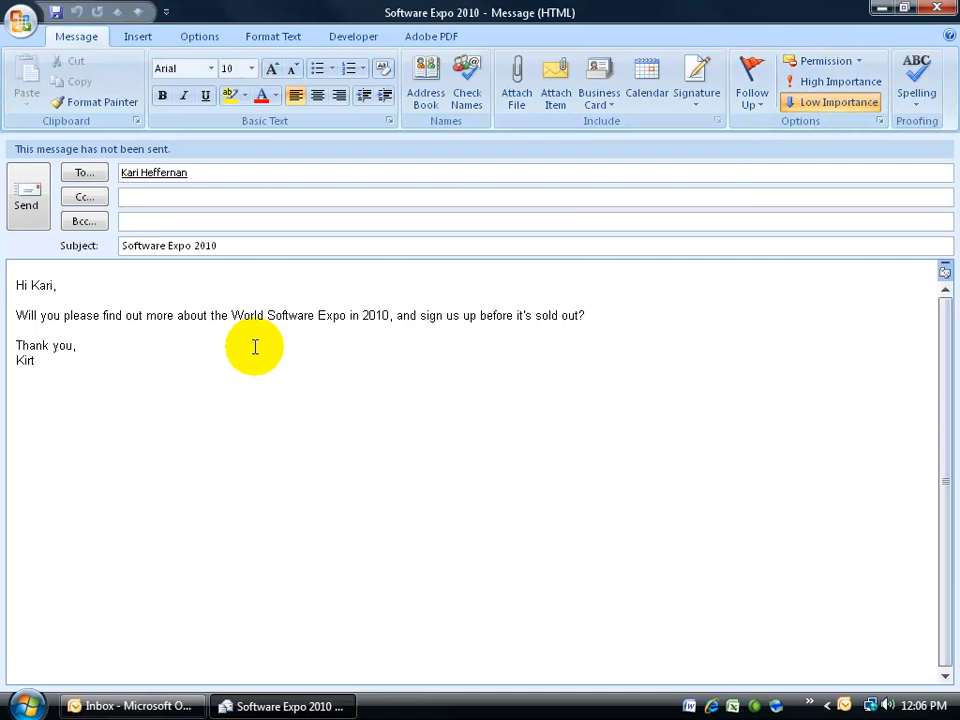 Software Expo 2010 - Message (HTML)
Message Insert Options Format Text Developer Adobe PDF
Paste
Cut
Copy
Format Painter
Clipboard
Arial 10
B I U ab A
Basic Text
Address Book
Check Names
Names
Attach File
Attach Item
Business Card
Calendar
Signature
Include
Follow Up
Permission
High Importance
Low Importance
Options
ABC
Spelling
Proofing
This message has not been sent.
Send
To... Kari Heffernan
Cc...
Bcc...
Subject: Software Expo 2010
Hi Kari,
Will you please find out more about the World Software Expo in 2010, and sign us up before it's sold out?
Thank you,
Kirt
Inbox - Microsoft O... Software Expo 2010 ... 12:06 PM